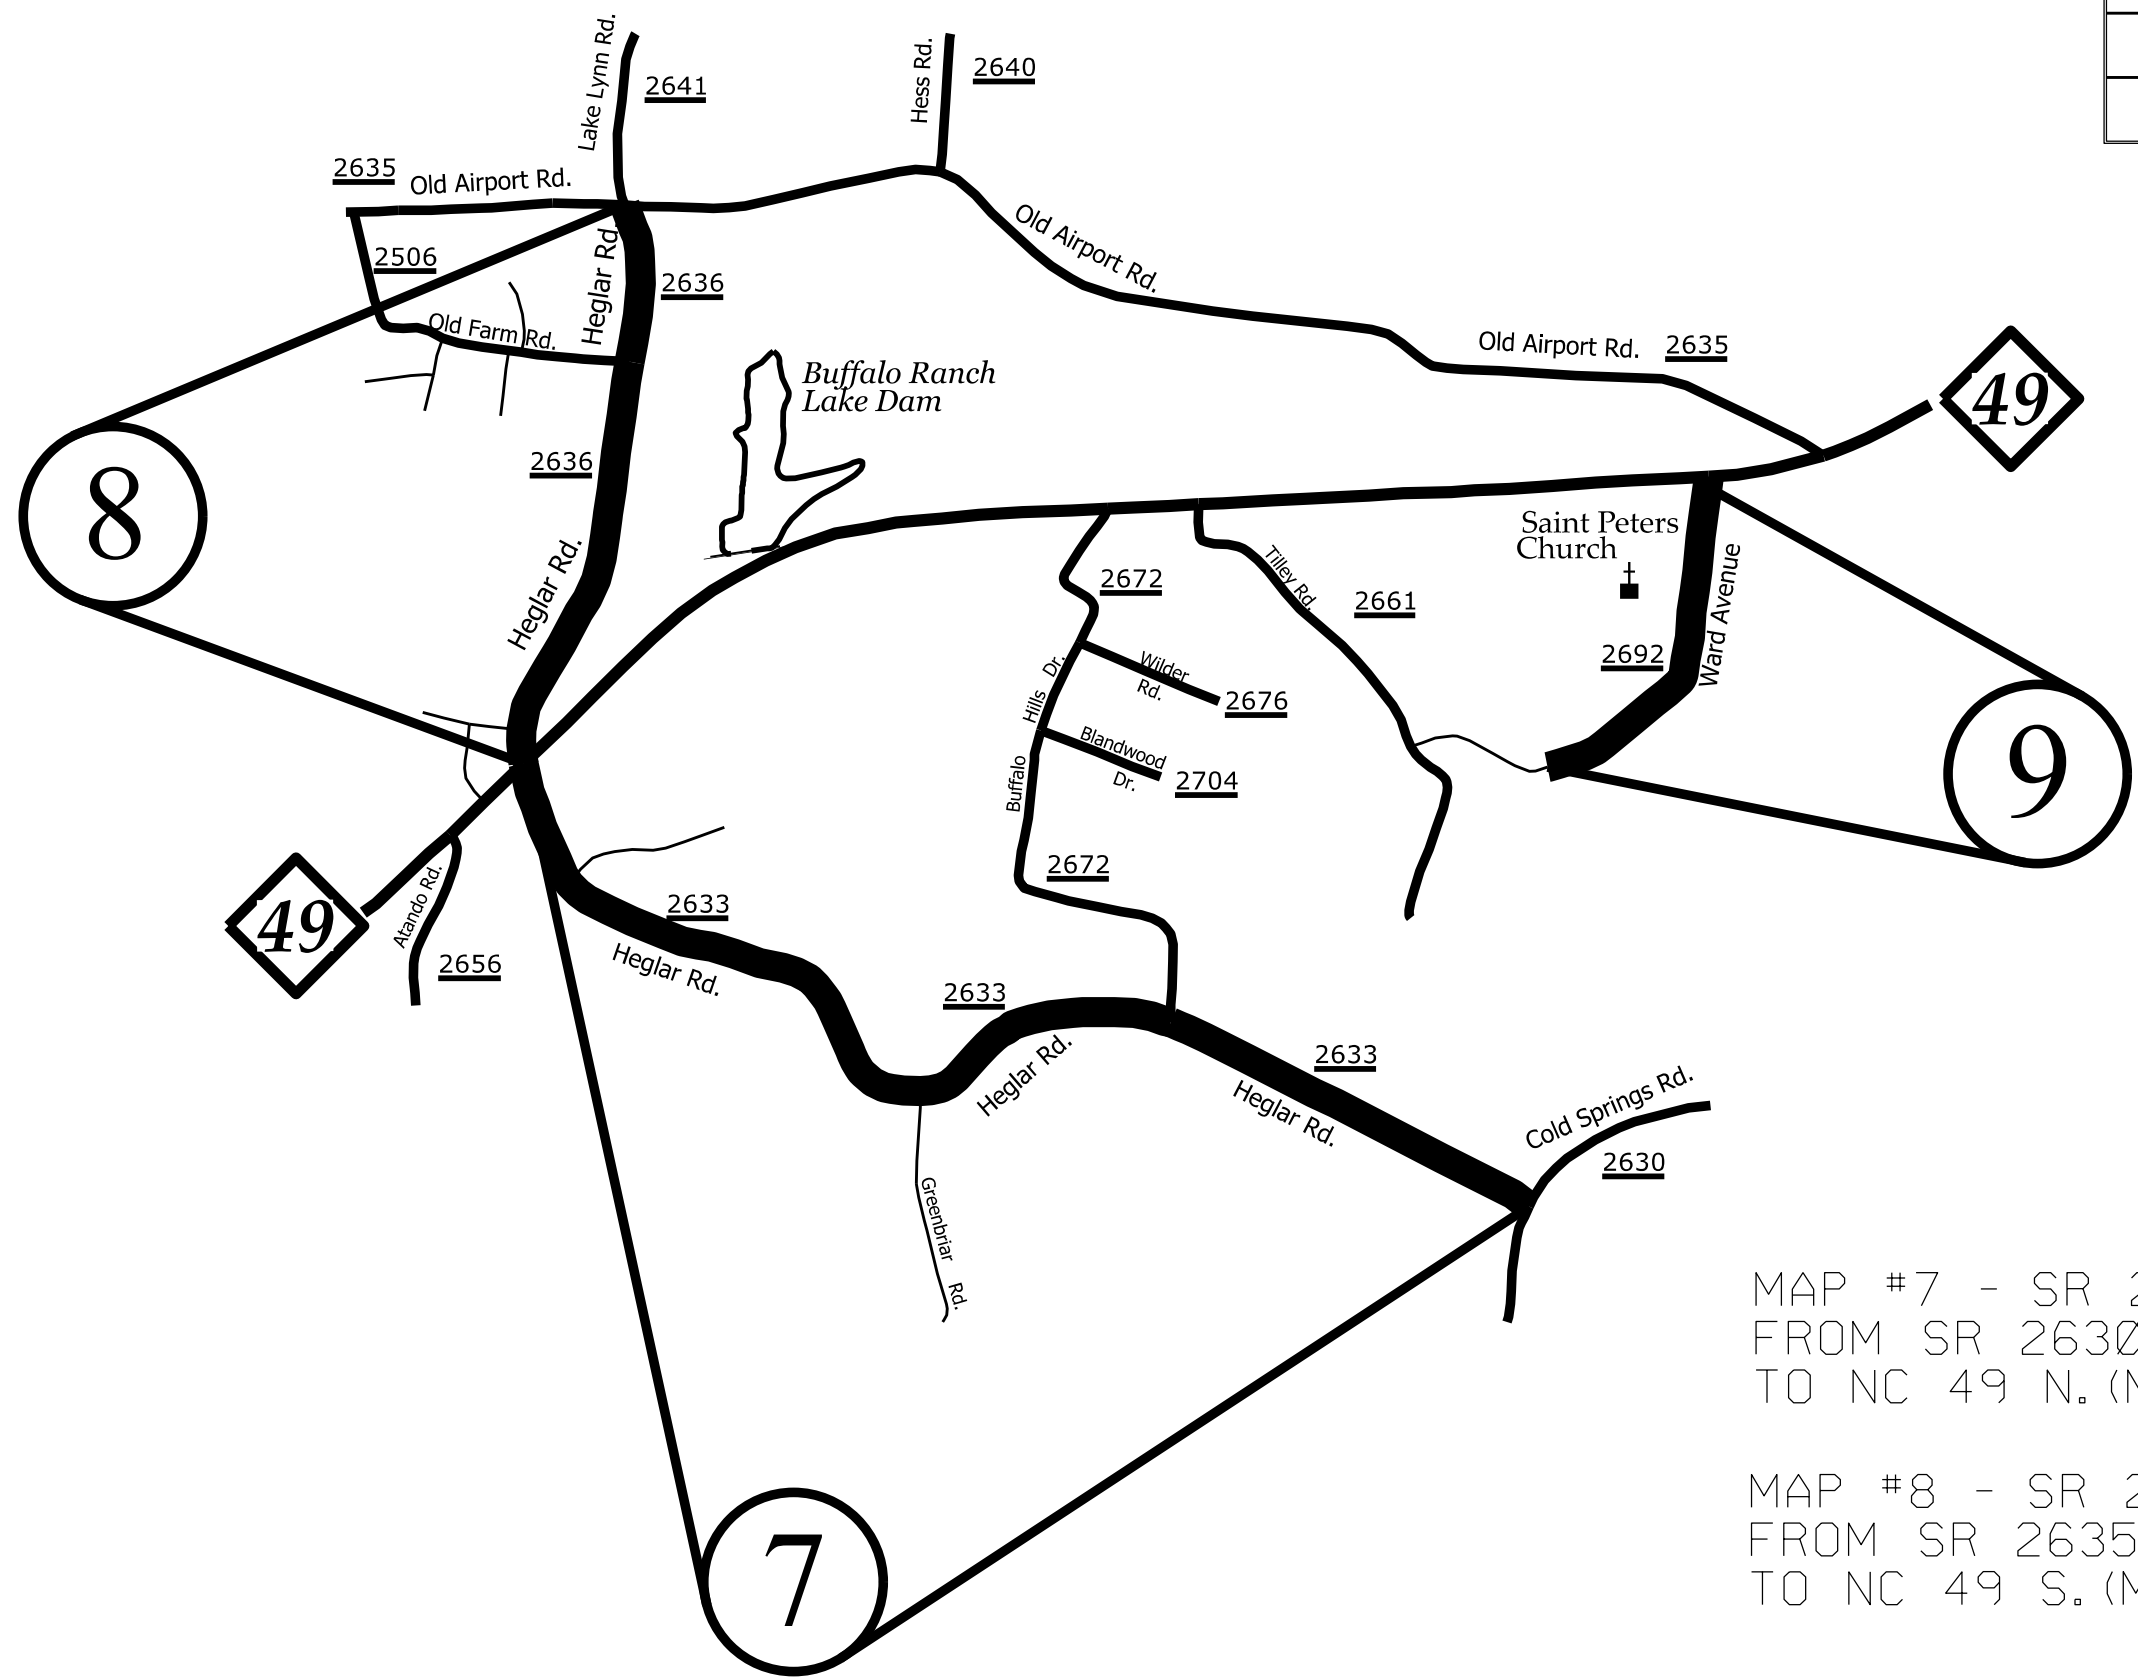 Lake Lynn Rd.
2641
Hess Rd.
2640
2635
Old Airport Rd.
2506
Heglar Rd.
2636
Old Farm Rd.
Old Airport Rd.
Old Airport Rd.
2635
49
Buffalo Ranch
Lake Dam
2636
8
Heglar Rd.
Saint Peters
Church
2672
Tilley Rd.
2661
2692
Ward Avenue
Wilder
Rd.
2676
Buffalo Hills Dr.
Blandwood
Dr.
2704
9
2672
49
Atando Rd.
2656
2633
Heglar Rd.
2633
Heglar Rd.
2633
Heglar Rd.
Cold Springs Rd.
2630
Greenbriar Rd.
7
MAP #7 - SR
FROM SR 2630
TO NC 49 N.
MAP #8 - SR
FROM SR 2635
TO NC 49 S.